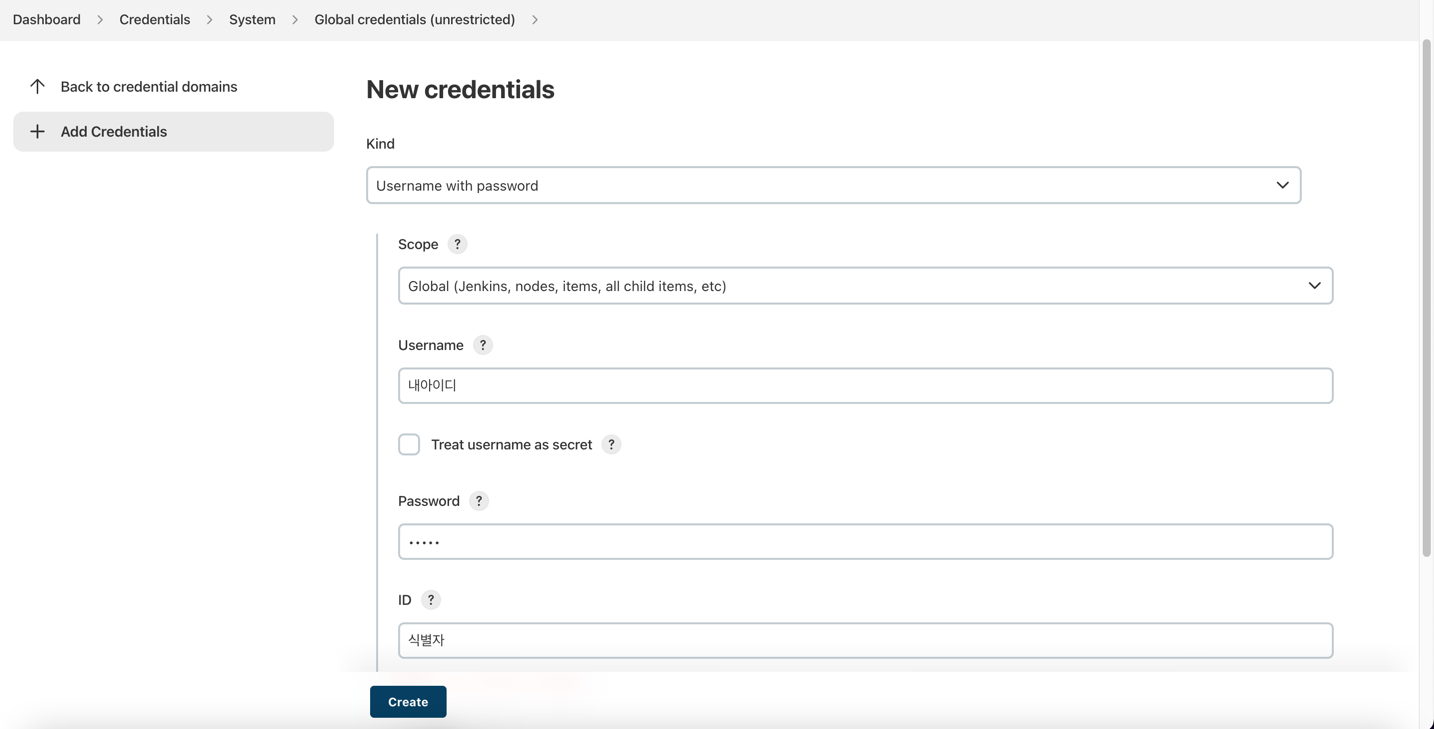 Dashboard > Credentials > System > Global credentials (unrestricted) >
Back to credential domains
Add Credentials
New credentials
Kind
Username with password
Scope ?
Global (Jenkins, nodes, items, all child items, etc)
Username ?
내아이디
Treat username as secret ?
Password ?
•••••
ID ?
식별자
Create